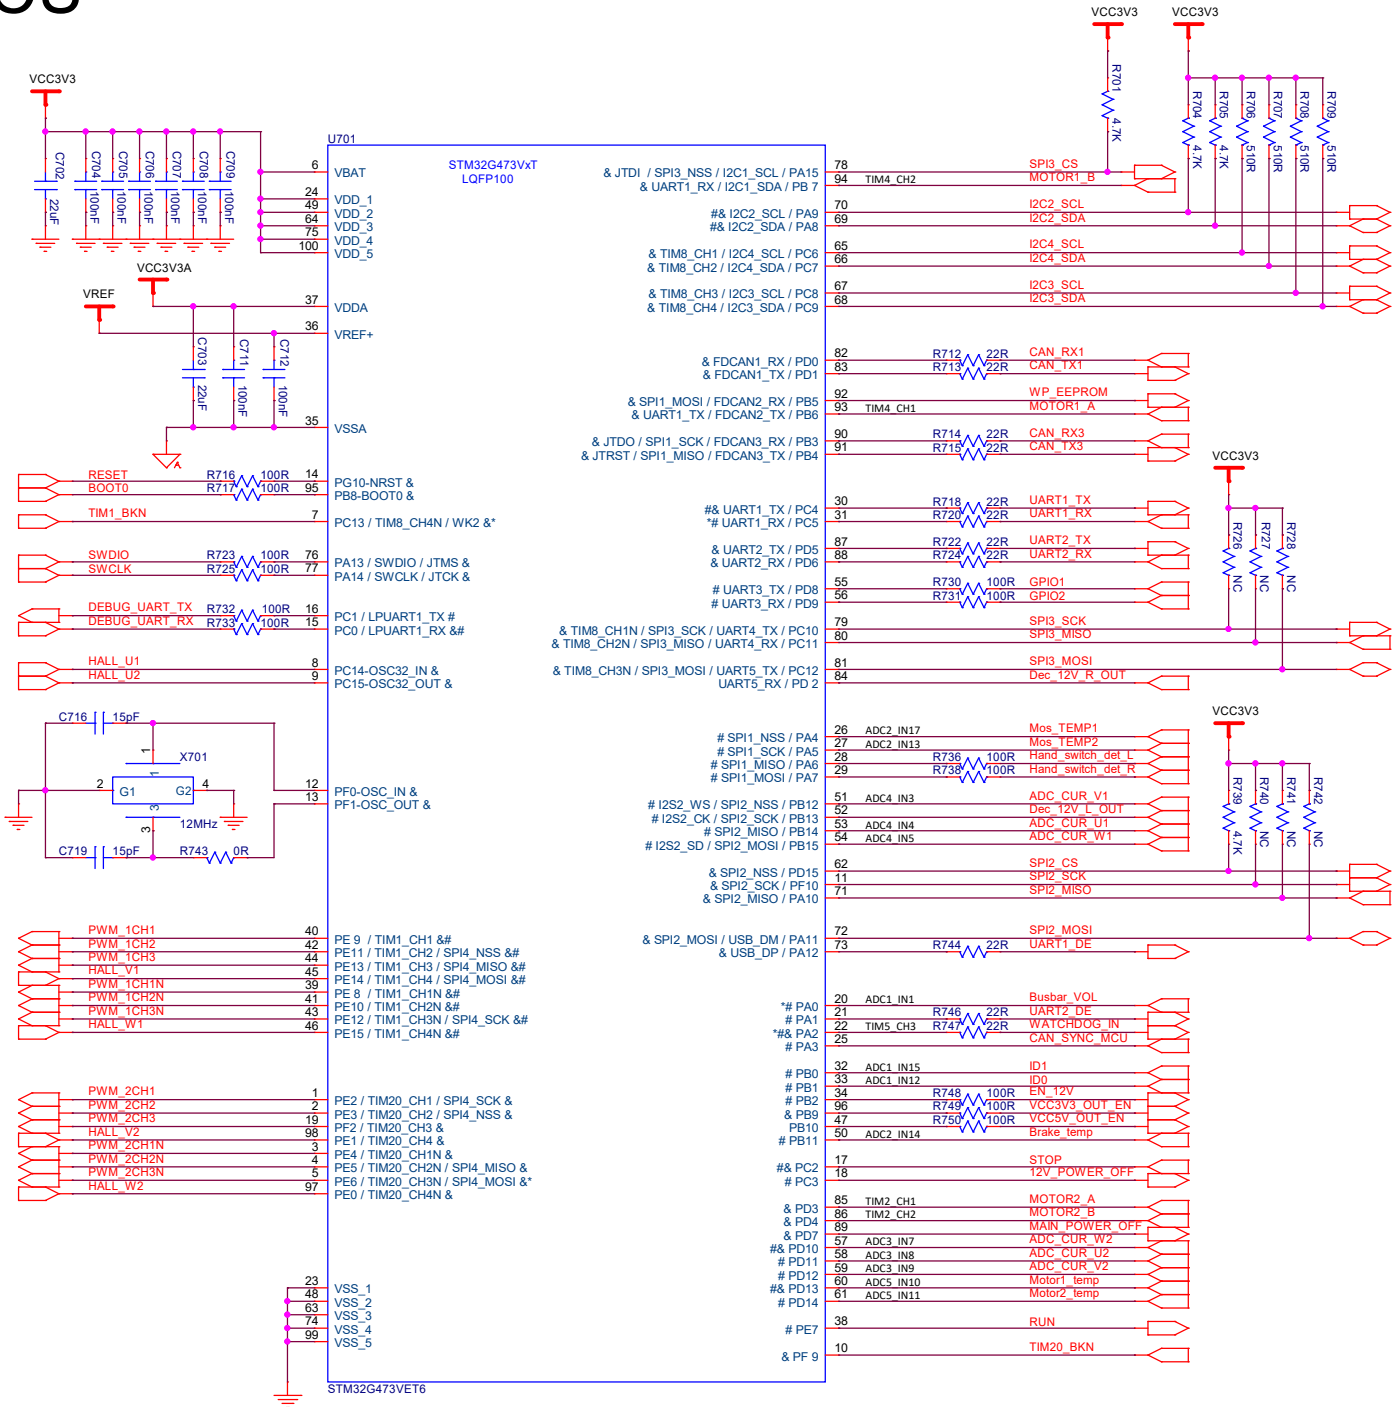 VCC3V3 VCC3V3
R701 4.7K
R704 4.7K
R705 4.7K
R706 510R
R707 510R
R708 510R
R709 510R
VCC3V3
C702 22uF
C704 100nF
C705 100nF
C706 100nF
C707 100nF
C708 100nF
C709 100nF
U701
STM32G473VxT
LQFP100
6 VBAT
24 VDD_1
49 VDD_2
64 VDD_3
75 VDD_4
100 VDD_5
VCC3V3A
VREF
37 VDDA
36 VREF+
C703 22uF
C711 100nF
C712 100nF
35 VSSA
A
RESET R716 100R 14 PG10-NRST &
BOOT0 R717 100R 95 PB8-BOOT0 &
TIM1_BKN 7 PC13 / TIM8_CH4N / WK2 &*
SWDIO R723 100R 76 PA13 / SWDIO / JTMS &
SWCLK R725 100R 77 PA14 / SWCLK / JTCK &
DEBUG_UART_TX R732 100R 16 PC1 / LPUART1_TX #
DEBUG_UART_RX R733 100R 15 PC0 / LPUART1_RX &#
HALL_U1 8 PC14-OSC32_IN &
HALL_U2 9 PC15-OSC32_OUT &
C716 15pF
X701
1 1
2 G1 G2 4
3 3
12MHz
C719 15pF R743 0R
12 PF0-OSC_IN &
13 PF1-OSC_OUT &
PWM_1CH1 40 PE 9 / TIM1_CH1 &#
PWM_1CH2 42 PE11 / TIM1_CH2 / SPI4_NSS &#
PWM_1CH3 44 PE13 / TIM1_CH3 / SPI4_MISO &#
HALL_V1 45 PE14 / TIM1_CH4 / SPI4_MOSI &#
PWM_1CH1N 39 PE 8 / TIM1_CH1N &#
PWM_1CH2N 41 PE10 / TIM1_CH2N &#
PWM_1CH3N 43 PE12 / TIM1_CH3N / SPI4_SCK &#
HALL_W1 46 PE15 / TIM1_CH4N &#
PWM_2CH1 1 PE2 / TIM20_CH1 / SPI4_SCK &
PWM_2CH2 2 PE3 / TIM20_CH2 / SPI4_NSS &
PWM_2CH3 19 PF2 / TIM20_CH3 &
HALL_V2 98 PE1 / TIM20_CH4 &
PWM_2CH1N 3 PE4 / TIM20_CH1N &
PWM_2CH2N 4 PE5 / TIM20_CH2N / SPI4_MISO &
PWM_2CH3N 5 PE6 / TIM20_CH3N / SPI4_MOSI &*
HALL_W2 97 PE0 / TIM20_CH4N &
23 VSS_1
48 VSS_2
63 VSS_3
74 VSS_4
99 VSS_5
STM32G473VET6
& JTDI / SPI3_NSS / I2C1_SCL / PA15 78 SPI3_CS
& UART1_RX / I2C1_SDA / PB 7 94 TIM4_CH2 MOTOR1_B
#& I2C2_SCL / PA9 70 I2C2_SCL
#& I2C2_SDA / PA8 69 I2C2_SDA
& TIM8_CH1 / I2C4_SCL / PC6 65 I2C4_SCL
& TIM8_CH2 / I2C4_SDA / PC7 66 I2C4_SDA
& TIM8_CH3 / I2C3_SCL / PC8 67 I2C3_SCL
& TIM8_CH4 / I2C3_SDA / PC9 68 I2C3_SDA
& FDCAN1_RX / PD0 82 R712 22R CAN_RX1
& FDCAN1_TX / PD1 83 R713 22R CAN_TX1
& SPI1_MOSI / FDCAN2_RX / PB5 92 WP_EEPROM
& UART1_TX / FDCAN2_TX / PB6 93 TIM4_CH1 MOTOR1_A
& JTDO / SPI1_SCK / FDCAN3_RX / PB3 90 R714 22R CAN_RX3
& JTRST / SPI1_MISO / FDCAN3_TX / PB4 91 R715 22R CAN_TX3
VCC3V3
R726 NC
R727 NC
R728 NC
#& UART1_TX / PC4 30 R718 22R UART1_TX
*# UART1_RX / PC5 31 R720 22R UART1_RX
& UART2_TX / PD5 87 R722 22R UART2_TX
& UART2_RX / PD6 88 R724 22R UART2_RX
# UART3_TX / PD8 55 R730 100R GPIO1
# UART3_RX / PD9 56 R731 100R GPIO2
& TIM8_CH1N / SPI3_SCK / UART4_TX / PC10 79 SPI3_SCK
& TIM8_CH2N / SPI3_MISO / UART4_RX / PC11 80 SPI3_MISO
& TIM8_CH3N / SPI3_MOSI / UART5_TX / PC12 81 SPI3_MOSI
UART5_RX / PD 2 84 Dec_12V_R_OUT
VCC3V3
R739 4.7K
R740 NC
R741 NC
R742 NC
# SPI1_NSS / PA4 26 ADC2_IN17 Mos_TEMP1
# SPI1_SCK / PA5 27 ADC2_IN13 Mos_TEMP2
# SPI1_MISO / PA6 28 R736 100R Hand_switch_det_L
# SPI1_MOSI / PA7 29 R738 100R Hand_switch_det_R
# I2S2_WS / SPI2_NSS / PB12 51 ADC4_IN3 ADC_CUR_V1
# I2S2_CK / SPI2_SCK / PB13 52 Dec_12V_L_OUT
# SPI2_MISO / PB14 53 ADC4_IN4 ADC_CUR_U1
# I2S2_SD / SPI2_MOSI / PB15 54 ADC4_IN5 ADC_CUR_W1
& SPI2_NSS / PD15 62 SPI2_CS
& SPI2_SCK / PF10 11 SPI2_SCK
& SPI2_MISO / PA10 71 SPI2_MISO
& SPI2_MOSI / USB_DM / PA11 72 SPI2_MOSI
& USB_DP / PA12 73 R744 22R UART1_DE
*# PA0 20 ADC1_IN1 Busbar_VOL
# PA1 21 R746 22R UART2_DE
*#& PA2 22 TIM5_CH3 R747 22R WATCHDOG_IN
# PA3 25 CAN_SYNC_MCU
# PB0 32 ADC1_IN15 ID1
# PB1 33 ADC1_IN12 ID0
# PB2 34 R748 100R EN_12V
& PB9 96 R749 100R VCC3V3_OUT_EN
PB10 47 R750 100R VCC5V_OUT_EN
# PB11 50 ADC2_IN14 Brake_temp
#& PC2 17 STOP
# PC3 18 12V_POWER_OFF
& PD3 85 TIM2_CH1 MOTOR2_A
& PD4 86 TIM2_CH2 MOTOR2_B
& PD7 89 MAIN_POWER_OFF
#& PD10 57 ADC3_IN7 ADC_CUR_W2
# PD11 58 ADC3_IN8 ADC_CUR_U2
# PD12 59 ADC3_IN9 ADC_CUR_V2
#& PD13 60 ADC5_IN10 Motor1_temp
# PD14 61 ADC5_IN11 Motor2_temp
# PE7 38 RUN
& PF 9 10 TIM20_BKN